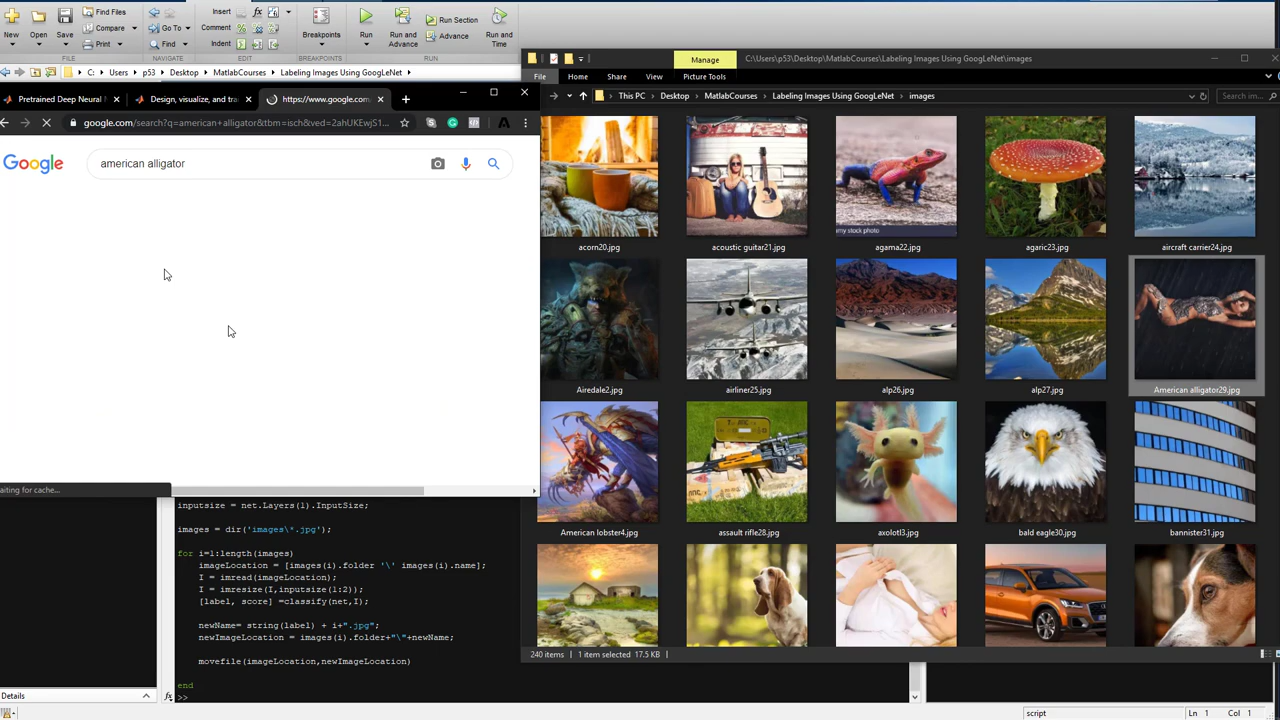 Insert
Find Files
Compare
Go To
Comment
Print
Find
Indent
New
Open
Save
Breakpoints
Run
Run and
Advance
Run Section
Advance
Run and
Time
FILE
NAVIGATE
EDIT
BREAKPOINTS
RUN
C: Users p53 Desktop MatlabCourses Labeling Images Using GoogLeNet
Pretrained Deep Neural
Design, visualize, and tra
https://www.google.com
google.com/search?q=american+alligator&tbm=isch&ved=2ahUKEwjS1...
Google
american alligator
aiting for cache...
Manage
C:\Users\p53\Desktop\MatlabCourses\Labeling Images Using GoogLeNet\images
File Home Share View Picture Tools
This PC Desktop MatlabCourses Labeling Images Using GoogLeNet images
Search im...
my stock photo
acorn20.jpg
acoustic guitar21.jpg
agama22.jpg
agaric23.jpg
aircraft carrier24.jpg
Airedale2.jpg
airliner25.jpg
alp26.jpg
alp27.jpg
American alligator29.jpg
American lobster4.jpg
assault rifle28.jpg
axolotl3.jpg
bald eagle30.jpg
bannister31.jpg
240 items 1 item selected 17.5 KB
inputsize = net.Layers(1).InputSize;
images = dir('images\*.jpg');
for i=1:length(images)
imageLocation = [images(i).folder '\' images(i).name];
I = imread(imageLocation);
I = imresize(I,inputsize(1:2));
[label, score] =classify(net,I);
newName= string(label) + i+".jpg";
newImageLocation = images(i).folder+"\"+newName;
movefile(imageLocation,newImageLocation)
end
>>
Details
fx
script
Ln 1 Col 1